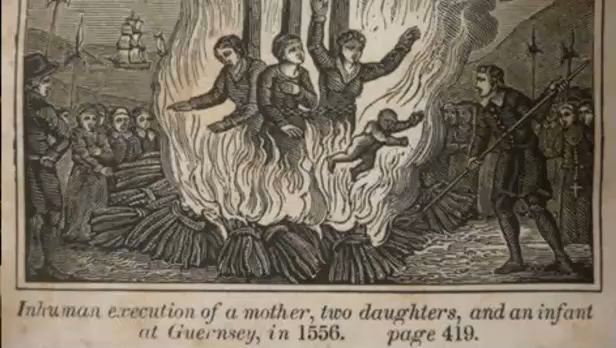 Inhuman execution of a mother, two daughters, and an infant
at Guernsey, in 1556. page 419.